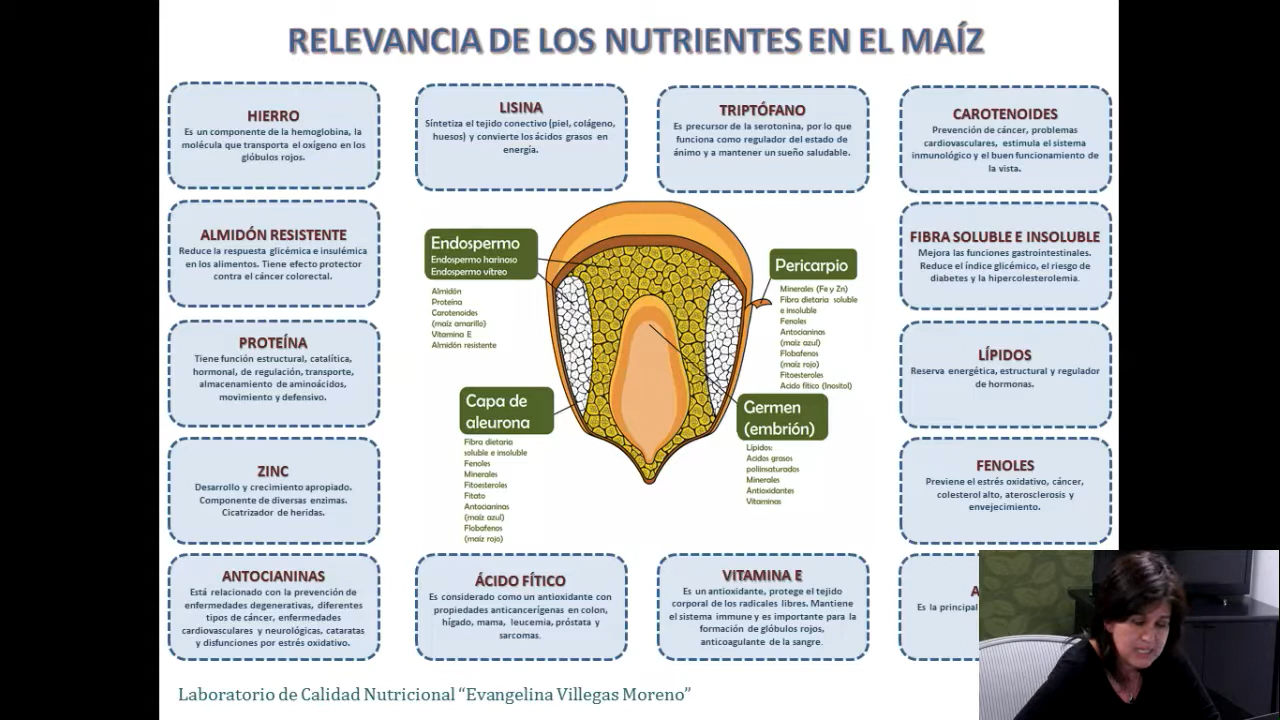 RELEVANCIA DE LOS NUTRIENTES EN EL MAÍZ
HIERRO
Es un componente de la hemoglobina, la
molécula que transporta el oxígeno en los
glóbulos rojos.
LISINA
Síntetiza el tejido conectivo (piel, colágeno,
huesos) y convierte los ácidos grasos en
energía.
TRIPTÓFANO
Es precursor de la serotonina, por lo que
funciona como regulador del estado de
ánimo y a mantener un sueño saludable.
CAROTENOIDES
Prevención de cáncer, problemas
cardiovasculares, estimula el sistema
inmunológico y el buen funcionamiento de
la vista.
ALMIDÓN RESISTENTE
Reduce la respuesta glicémica e insulémica
en los alimentos. Tiene efecto protector
contra el cáncer colorectal.
Endospermo
Endospermo harinoso
Endospermo vítreo
Almidón
Proteína
Carotenoides
(maíz amarillo)
Vitamina E
Almidón resistente
Pericarpio
Minerales (Fe y Zn)
Fibra dietaria soluble
e insoluble
Fenoles
Antocianinas
(maíz azul)
Flobafenos
(maíz rojo)
Fitoesteroles
Acido fítico (Inositol)
FIBRA SOLUBLE E INSOLUBLE
Mejora las funciones gastrointestinales.
Reduce el índice glicémico, el riesgo de
diabetes y la hipercolesterolemia.
PROTEÍNA
Tiene función estructural, catalítica,
hormonal, de regulación, transporte,
almacenamiento de aminoácidos,
movimiento y defensivo.
Capa de
aleurona
Fibra dietaria
soluble e insoluble
Fenoles
Minerales
Fitoesteroles
Fitato
Antocianinas
(maíz azul)
Flobafenos
(maíz rojo)
Germen
(embrión)
Lípidos:
Acidos grasos
poliinsaturados
Minerales
Antioxidantes
Vitaminas
LÍPIDOS
Reserva energética, estructural y regulador
de hormonas.
ZINC
Desarrollo y crecimiento apropiado.
Componente de diversas enzimas.
Cicatrizador de heridas.
FENOLES
Previene el estrés oxidativo, cáncer,
colesterol alto, aterosclerosis y
envejecimiento.
ANTOCIANINAS
Está relacionado con la prevención de
enfermedades degenerativas, diferentes
tipos de cáncer, enfermedades
cardiovasculares y neurológicas, cataratas
y disfunciones por estrés oxidativo.
ÁCIDO FÍTICO
Es considerado como un antioxidante con
propiedades anticancerígenas en colon,
hígado, mama, leucemia, próstata y
sarcomas.
VITAMINA E
Es un antioxidante, protege el tejido
corporal de los radicales libres. Mantiene
el sistema immune y es importante para la
formación de glóbulos rojos,
anticoagulante de la sangre.
A
Es la principal
Laboratorio de Calidad Nutricional "Evangelina Villegas Moreno"